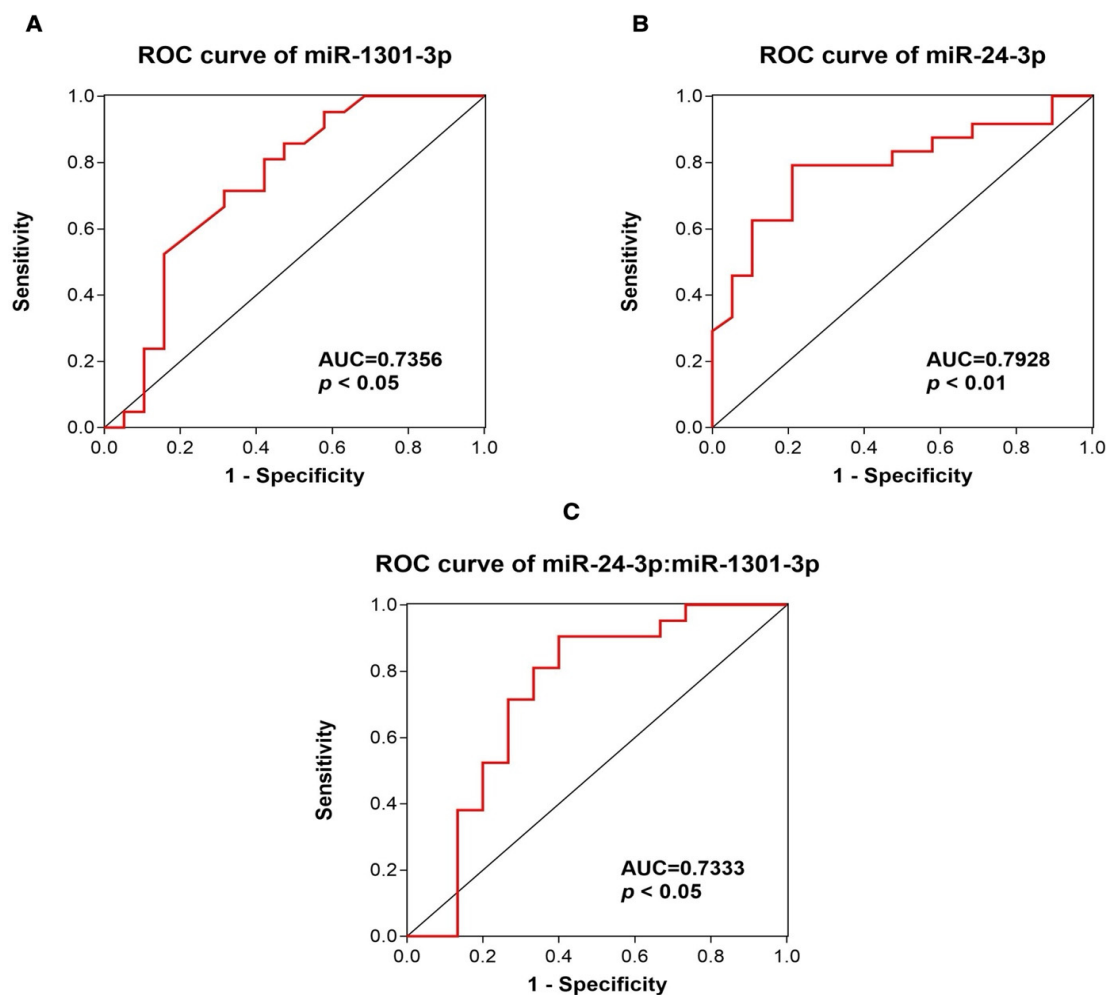 A
ROC curve of miR-1301-3p
1.0
0.8
0.6
0.4
0.2
0.0
Sensitivity
0.0 0.2 0.4 0.6 0.8 1.0
1 - Specificity
AUC=0.7356
p < 0.05
B
ROC curve of miR-24-3p
1.0
0.8
0.6
0.4
0.2
0.0
Sensitivity
0.0 0.2 0.4 0.6 0.8 1.0
1 - Specificity
AUC=0.7928
p < 0.01
C
ROC curve of miR-24-3p:miR-1301-3p
1.0
0.8
0.6
0.4
0.2
0.0
Sensitivity
0.0 0.2 0.4 0.6 0.8 1.0
1 - Specificity
AUC=0.7333
p < 0.05